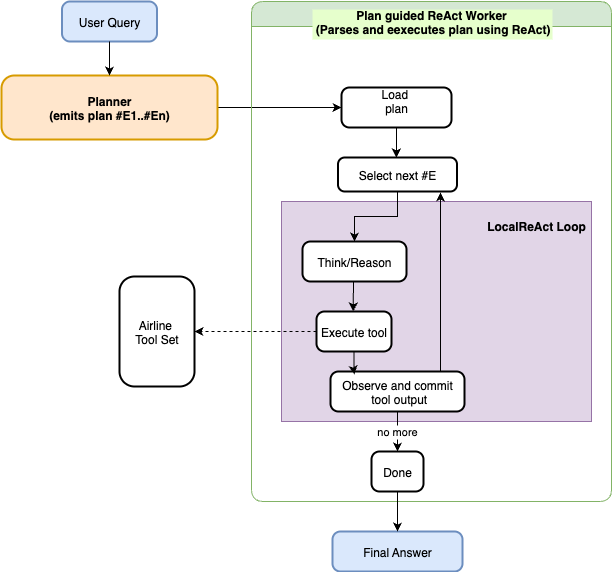 User Query
Plan guided ReAct Worker
(Parses and eexecutes plan using ReAct)
Planner
(emits plan #E1..#En)
Load
plan
Select next #E
LocalReAct Loop
Think/Reason
Airline
Tool Set
Execute tool
Observe and commit
tool output
no more
Done
Final Answer